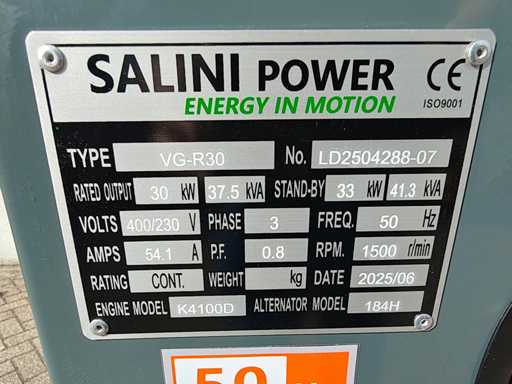 SALINI POWER CE
ENERGY IN MOTION ISO9001
TYPE VG-R30 No. LD2504288-07
RATED OUTPUT 30 kW 37.5 kVA STAND-BY 33 kW 41.3 kVA
VOLTS 400/230 V PHASE 3 FREQ. 50 Hz
AMPS 54.1 A P.F. 0.8 RPM. 1500 r/min
RATING CONT. WEIGHT kg DATE 2025/06
ENGINE MODEL K4100D ALTERNATOR MODEL 184H
50